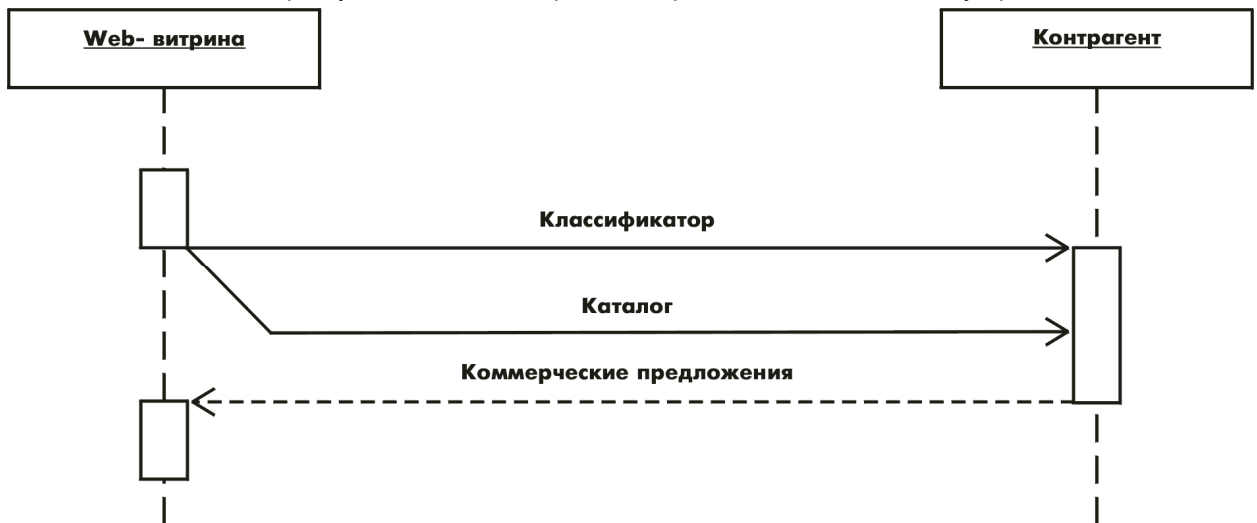 Web- витрина
Контрагент
Классификатор
Каталог
Коммерческие предложения